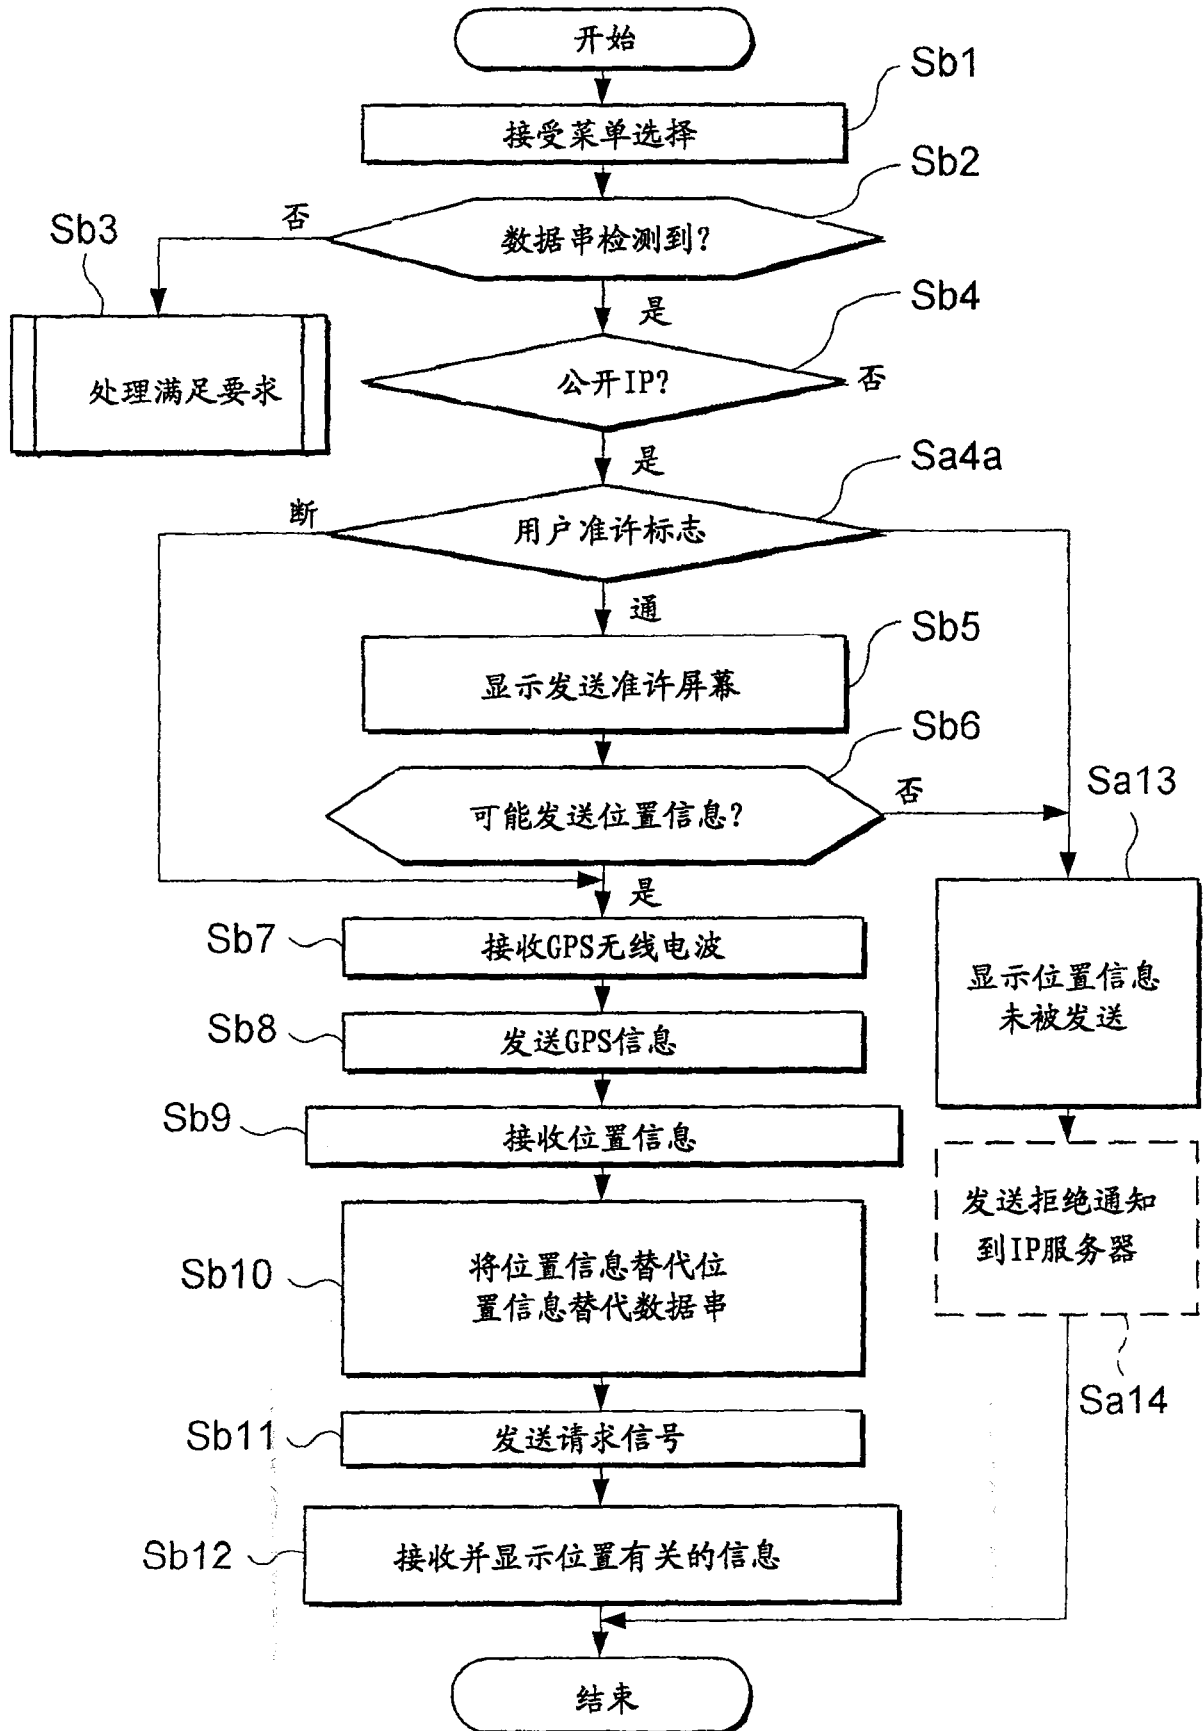 开始
Sb1
接受菜单选择
Sb2
否
数据串检测到?
Sb3
是
Sb4
处理满足要求
公开IP?
否
是
Sa4a
断
用户准许标志
通
Sb5
显示发送准许屏幕
Sb6
可能发送位置信息?
否
Sa13
是
Sb7
接收GPS无线电波
显示位置信息
未被发送
Sb8
发送GPS信息
Sb9
接收位置信息
发送拒绝通知
到IP服务器
Sb10
将位置信息替代位
置信息替代数据串
Sa14
Sb11
发送请求信号
Sb12
接收并显示位置有关的信息
结束